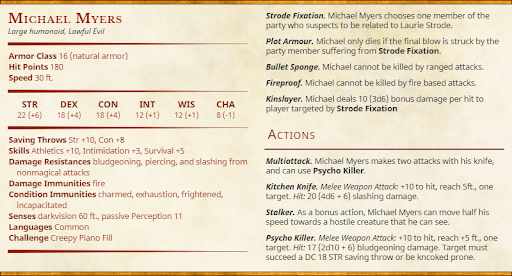 Michael Myers
Large humanoid, Lawful Evil
Armor Class 16 (natural armor)
Hit Points 180
Speed 30 ft.
STR DEX CON INT WIS CHA
22 (+6) 18 (+4) 18 (+4) 12 (+1) 12 (+1) 8 (-1)
Saving Throws Str +10, Con +8
Skills Athletics +10, Intimidation +3, Survival +5
Damage Resistances bludgeoning, piercing, and slashing from
nonmagical attacks
Damage Immunities fire
Condition Immunities charmed, exhaustion, frightened,
incapacitated
Senses darkvision 60 ft., passive Perception 11
Languages Common
Challenge Creepy Piano Fill
Strode Fixation. Michael Myers chooses one member of the
party who suspects to be related to Laurie Strode.
Plot Armour. Michael only dies if the final blow is struck by the
party member suffering from Strode Fixation.
Bullet Sponge. Michael cannot be killed by ranged attacks.
Fireproof. Michael cannot be killed by fire based attacks.
Kinslayer. Michael deals 10 (3d6) bonus damage per hit to
player targeted by Strode Fixation
Actions
Multiattack. Michael Myers makes two attacks with his knife,
and can use Psycho Killer.
Kitchen Knife. Melee Weapon Attack: +10 to hit, reach 5ft., one
target. Hit: 20 (4d6 + 6) slashing damage.
Stalker. As a bonus action, Michael Myers can move half his
speed towards a hostile creature that he can see.
Psycho Killer. Melee Weapon Attack: +10 to hit, reach +5 ft., one
target. Hit: 17 (2d10 + 6) bludgeoning damage. Target must
succeed a DC 18 STR saving throw or be kncoked prone.